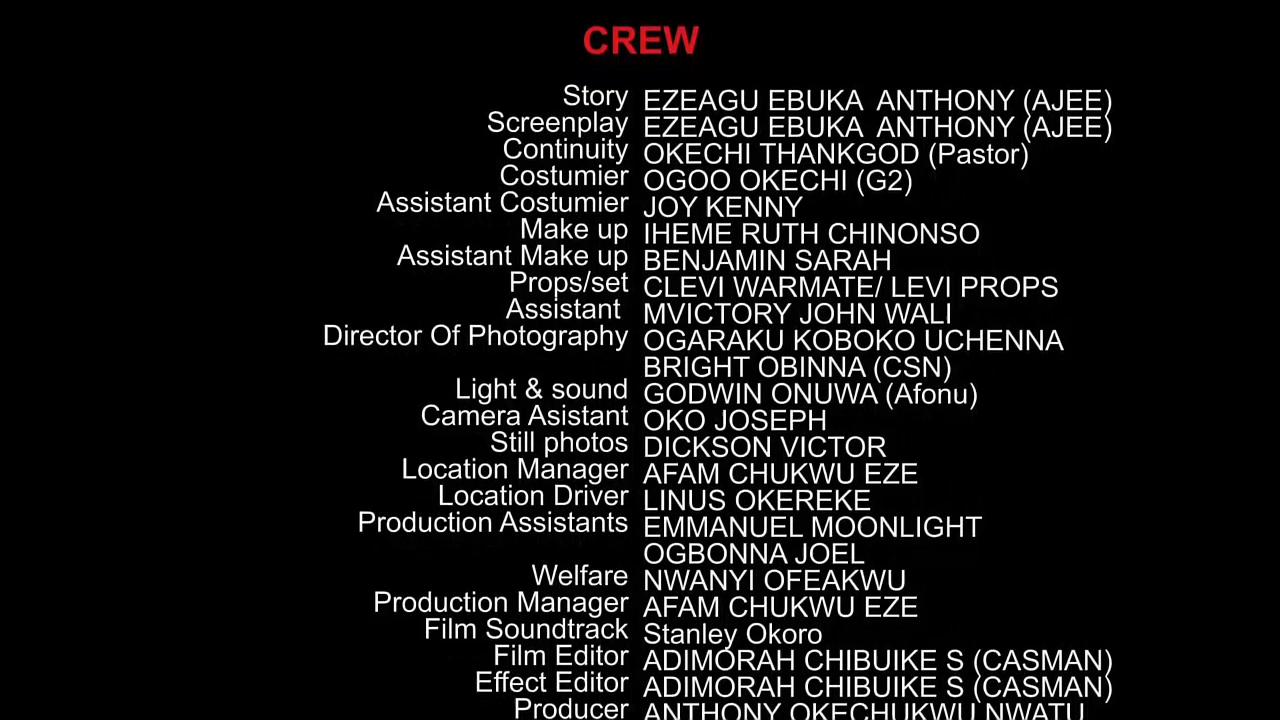 CREW
Story EZEAGU EBUKA ANTHONY (AJEE)
Screenplay EZEAGU EBUKA ANTHONY (AJEE)
Continuity OKECHI THANKGOD (Pastor)
Costumier OGOO OKECHI (G2)
Assistant Costumier JOY KENNY
Make up IHEME RUTH CHINONSO
Assistant Make up BENJAMIN SARAH
Props/set CLEVI WARMATE/ LEVI PROPS
Assistant MVICTORY JOHN WALI
Director Of Photography OGARAKU KOBOKO UCHENNA
BRIGHT OBINNA (CSN)
Light & sound GODWIN ONUWA (Afonu)
Camera Asistant OKO JOSEPH
Still photos DICKSON VICTOR
Location Manager AFAM CHUKWU EZE
Location Driver LINUS OKEREKE
Production Assistants EMMANUEL MOONLIGHT
OGBONNA JOEL
Welfare NWANYI OFEAKWU
Production Manager AFAM CHUKWU EZE
Film Soundtrack Stanley Okoro
Film Editor ADIMORAH CHIBUIKE S (CASMAN)
Effect Editor ADIMORAH CHIBUIKE S (CASMAN)
Producer ANTHONY OKECHUKWU NWATU